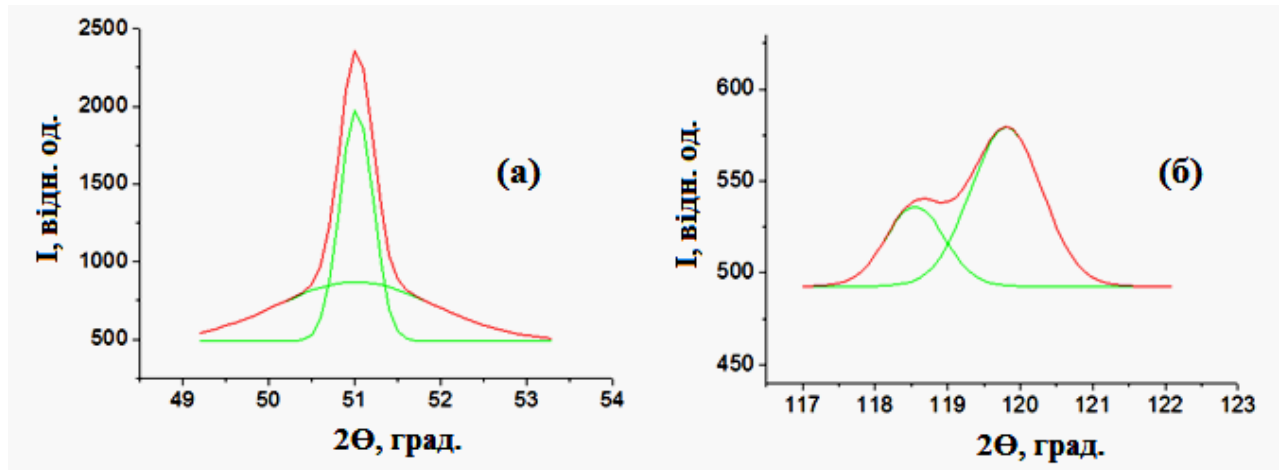 2500
2000
1500
1000
500
I, відн. од.
(а)
49 50 51 52 53 54
2Θ, град.
600
550
500
450
I, відн. од.
(б)
117 118 119 120 121 122 123
2Θ, град.